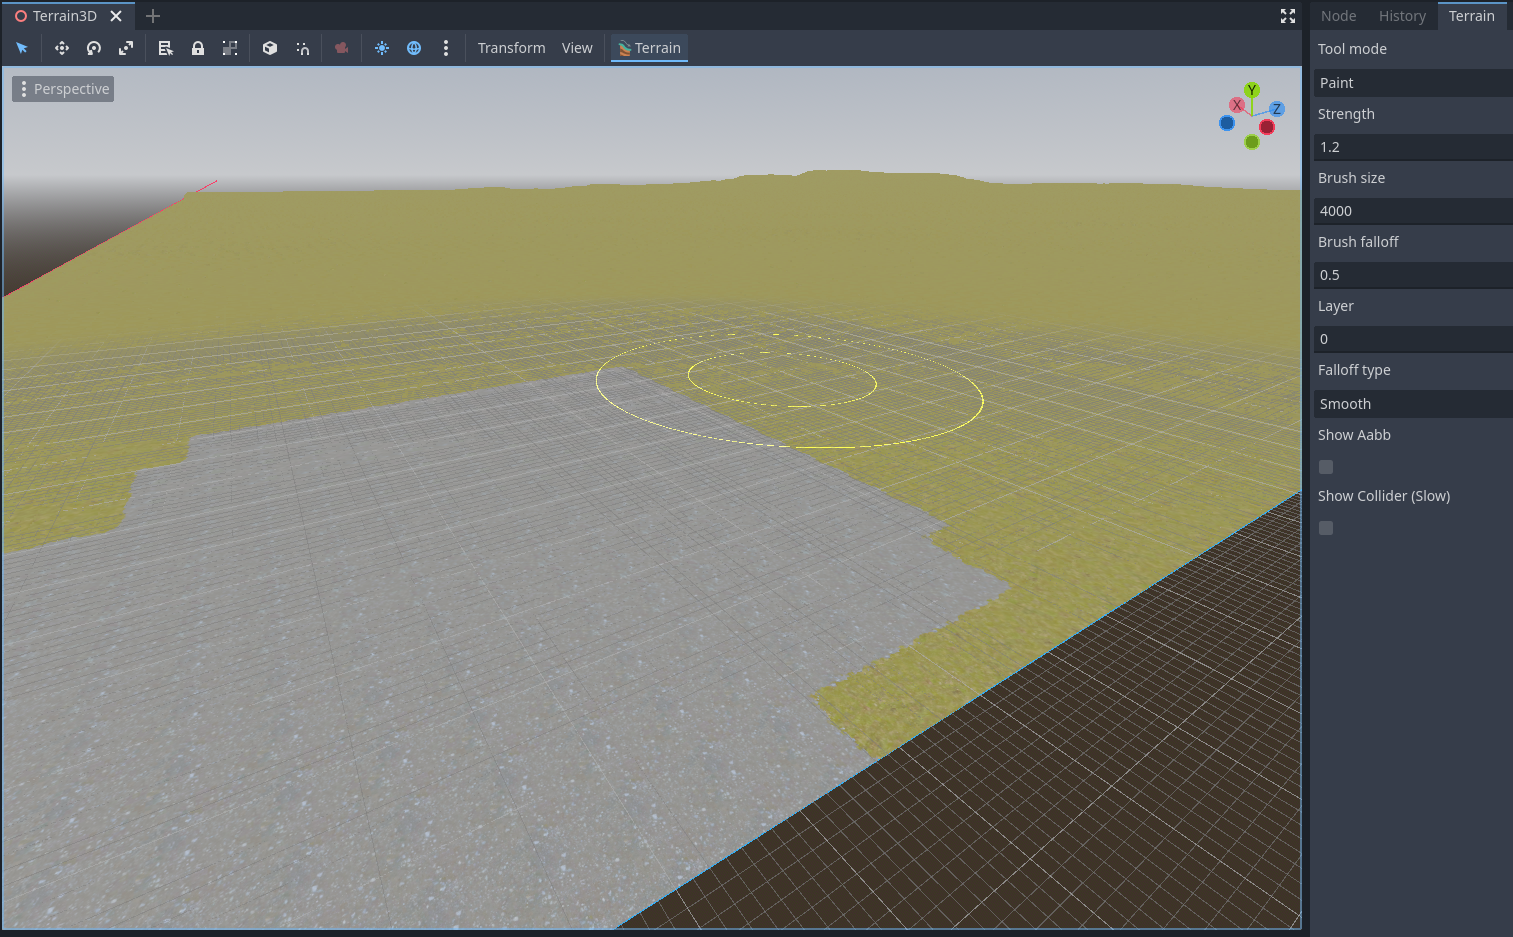 Terrain3D
Node History Terrain
Transform View Terrain
Perspective
Y
X
Z
Tool mode
Paint
Strength
1.2
Brush size
4000
Brush falloff
0.5
Layer
0
Falloff type
Smooth
Show Aabb
Show Collider (Slow)